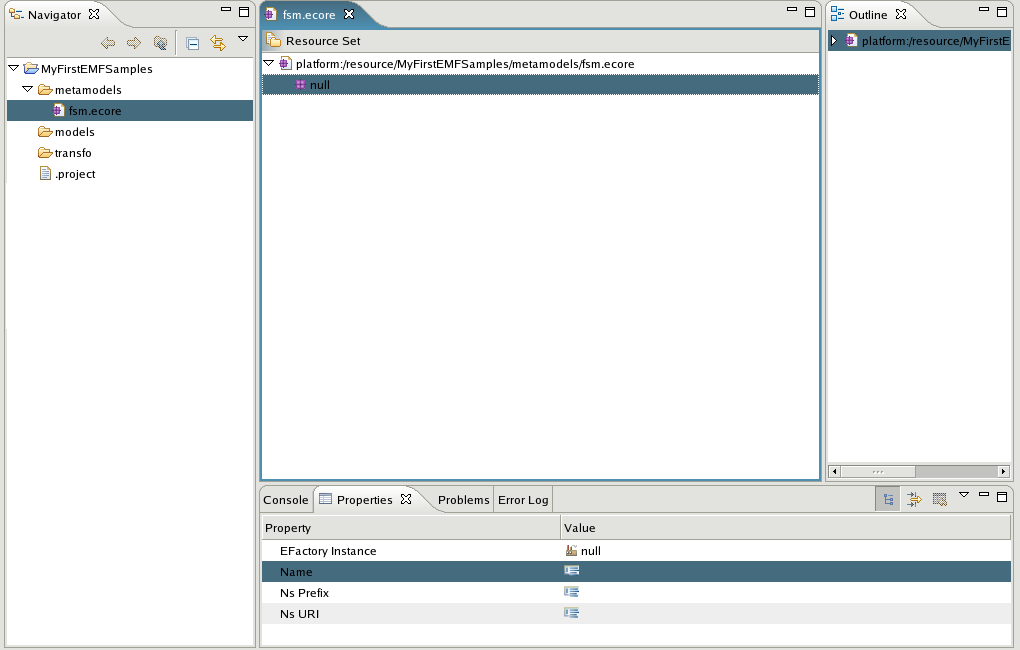 Navigator
MyFirstEMFSamples
metamodels
fsm.ecore
models
transfo
.project
fsm.ecore
Resource Set
platform:/resource/MyFirstEMFSamples/metamodels/fsm.ecore
null
Outline
platform:/resource/MyFirstE
Console Properties Problems Error Log
Property Value
EFactory Instance null
Name
Ns Prefix
Ns URI